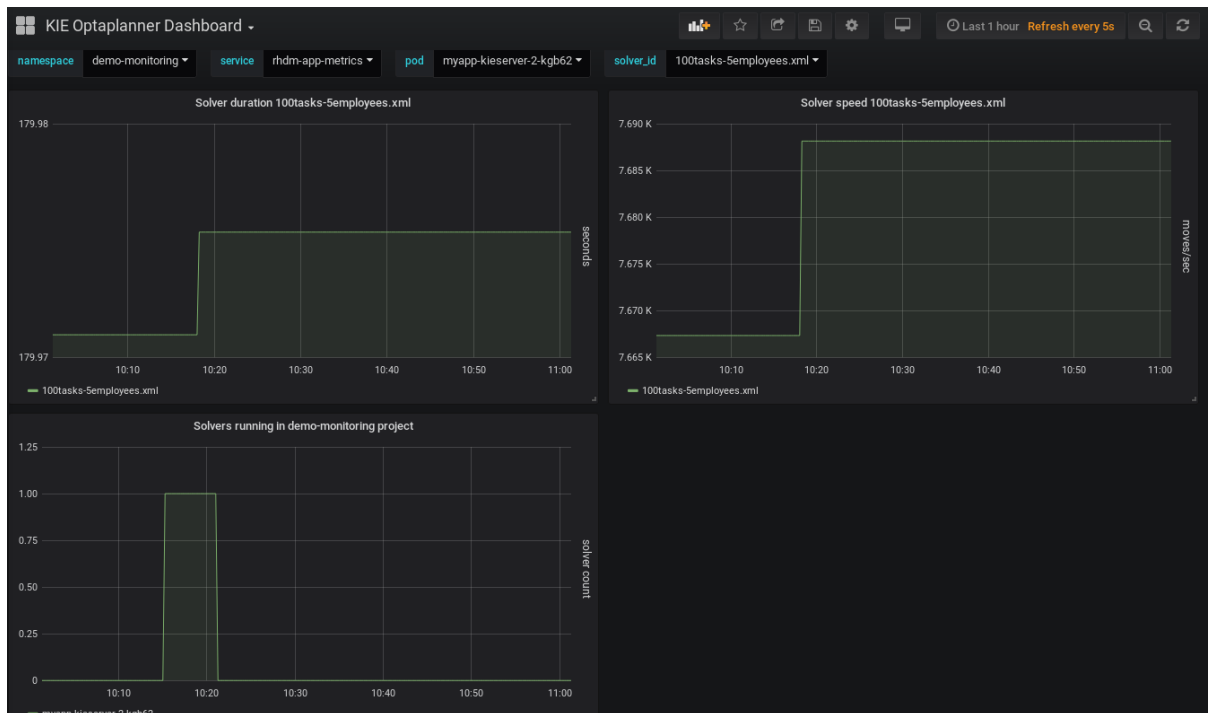 KIE Optaplanner Dashboard
Last 1 hour Refresh every 5s
namespace demo-monitoring service rhdm-app-metrics pod myapp-kieserver-2-kgb62 solver_id 100tasks-5employees.xml
Solver duration 100tasks-5employees.xml
179.98
179.97
seconds
10:10 10:20 10:30 10:40 10:50 11:00
100tasks-5employees.xml
Solver speed 100tasks-5employees.xml
7.690 K
7.685 K
7.680 K
7.675 K
7.670 K
7.665 K
moves/sec
10:10 10:20 10:30 10:40 10:50 11:00
100tasks-5employees.xml
Solvers running in demo-monitoring project
1.25
1.00
0.75
0.50
0.25
0
solver count
10:10 10:20 10:30 10:40 10:50 11:00
myapp-kieserver-2-kgb62